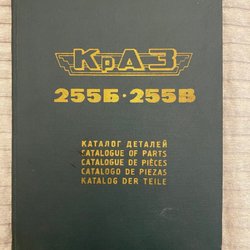 КрАЗ
255Б·255В
КАТАЛОГ ДЕТАЛЕЙ
CATALOGUE OF PARTS
CATALOGUE DE PIÈCES
CATALOGO DE PIEZAS
KATALOG DER TEILE